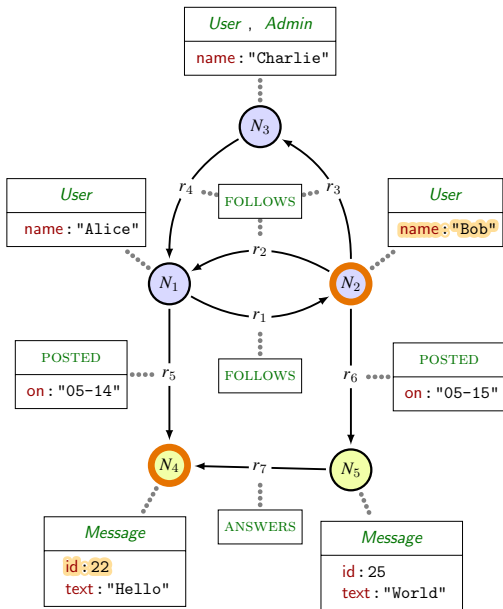 User , Admin
name : "Charlie"
N3
r4
r3
FOLLOWS
User
name : "Alice"
User
name : "Bob"
r2
N1
N2
r1
POSTED
on : "05-14"
r5
FOLLOWS
r6
POSTED
on : "05-15"
N4
r7
N5
ANSWERS
Message
id : 22
text : "Hello"
Message
id : 25
text : "World"